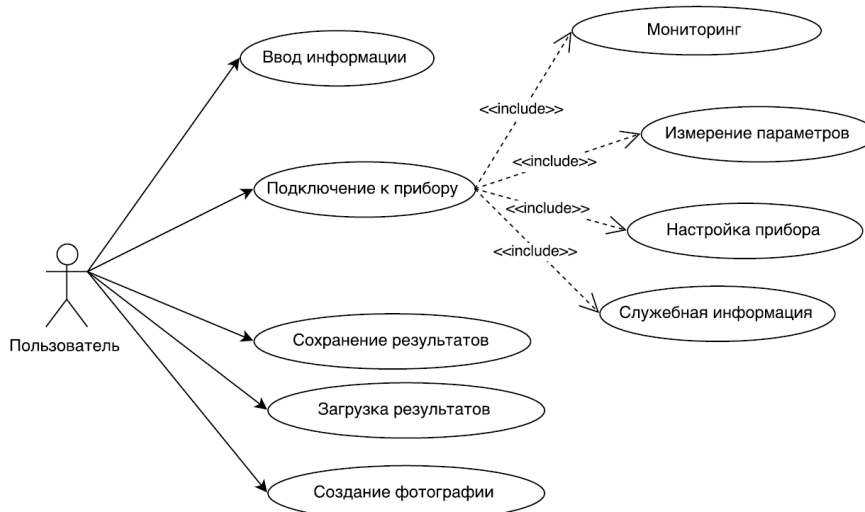 Мониторинг
Ввод информации
<<include>>
Измерение параметров
<<include>>
Подключение к прибору
<<include>>
Настройка прибора
<<include>>
Служебная информация
Пользователь
Сохранение результатов
Загрузка результатов
Создание фотографии